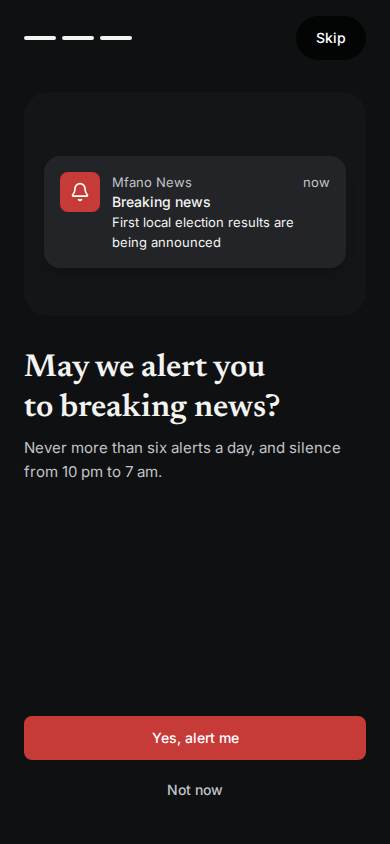 Skip
Mfano News now
Breaking news
First local election results are
being announced
May we alert you
to breaking news?
Never more than six alerts a day, and silence
from 10 pm to 7 am.
Yes, alert me
Not now